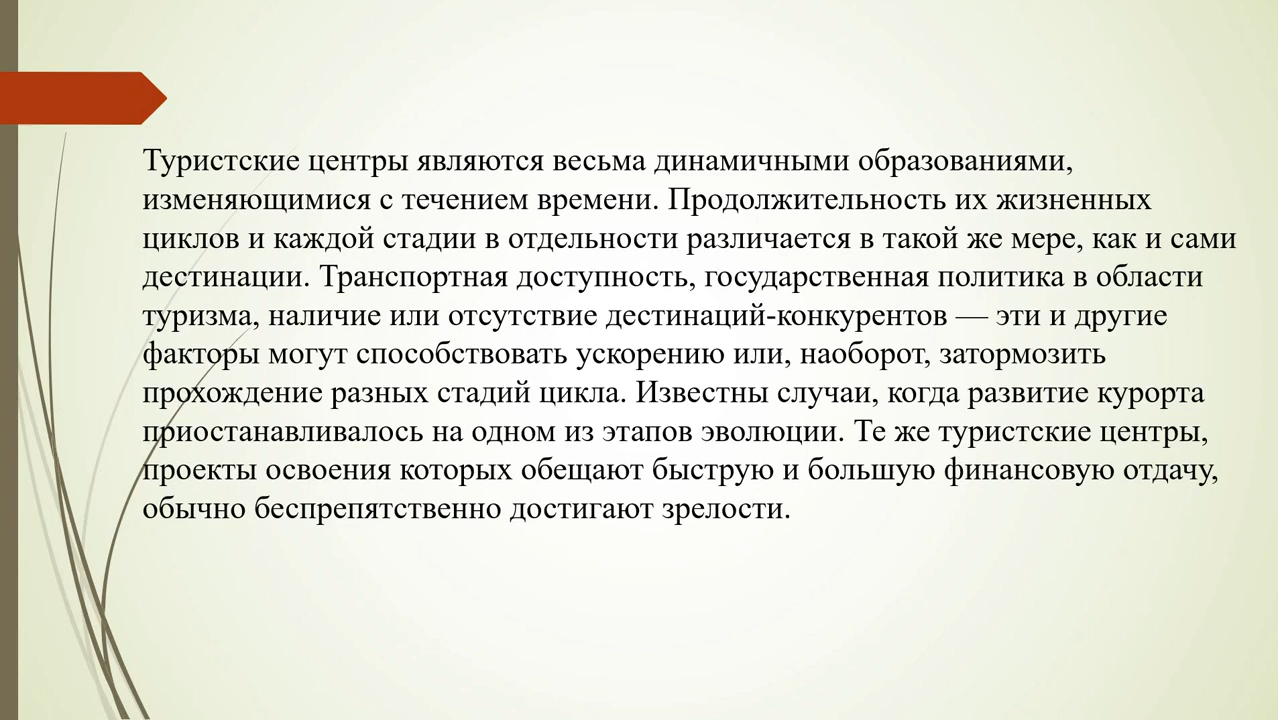 Туристские центры являются весьма динамичными образованиями,
изменяющимися с течением времени. Продолжительность их жизненных
циклов и каждой стадии в отдельности различается в такой же мере, как и сами
дестинации. Транспортная доступность, государственная политика в области
туризма, наличие или отсутствие дестинаций-конкурентов — эти и другие
факторы могут способствовать ускорению или, наоборот, затормозить
прохождение разных стадий цикла. Известны случаи, когда развитие курорта
приостанавливалось на одном из этапов эволюции. Те же туристские центры,
проекты освоения которых обещают быструю и большую финансовую отдачу,
обычно беспрепятственно достигают зрелости.